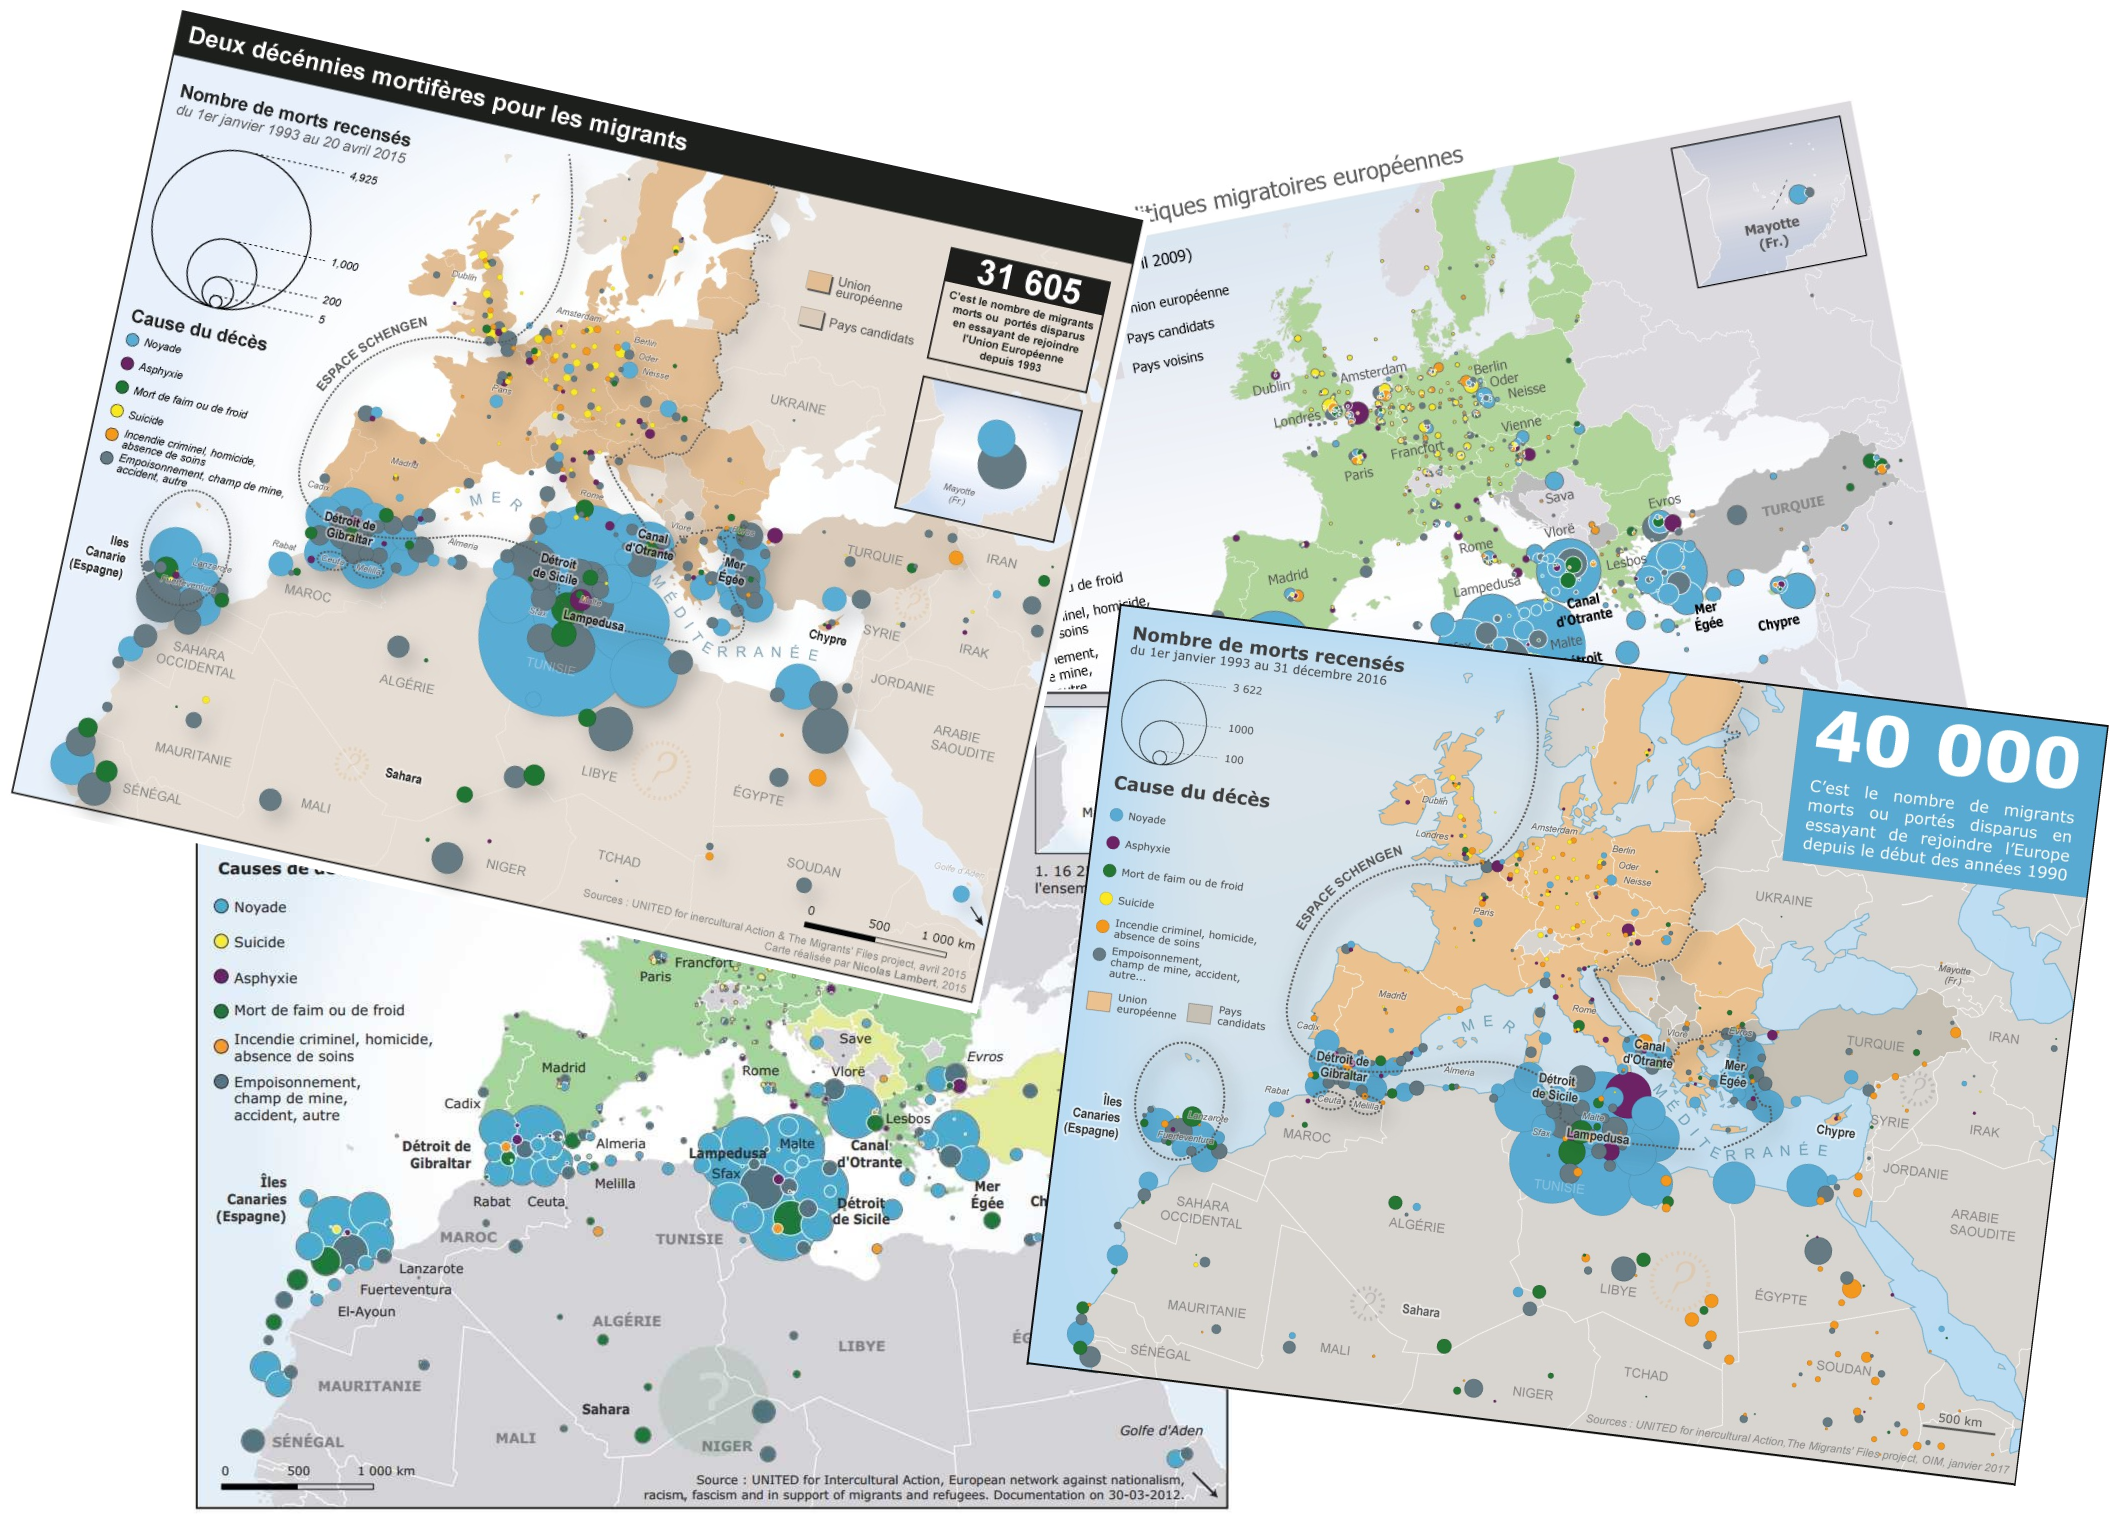 Deux décénnies mortifères pour les migrants
Nombre de morts recensés
du 1er janvier 1993 au 20 avril 2015
4,925
1,000
200
5
Cause du décès
Noyade
Asphyxie
Mort de faim ou de froid
Suicide
Incendie criminel, homicide,
absence de soins
Empoisonnement, champ de mine,
accident, autre
31 605
C'est le nombre de migrants
morts ou portés disparus
en essayant de rejoindre
l'Union Européenne
depuis 1993
Union
européenne
Pays candidats
ESPACE SCHENGEN
Dublin
Amsterdam
Berlin
Oder
Neisse
Paris
UKRAINE
Mayotte
(Fr.)
Madrid
Cadix
MER
Rome
Détroit de
Gibraltar
Rabat
Ceuta
Melilla
Almeria
Canal
d'Otrante
Vlorë
Détroit
de Sicile
Mer
Égée
TURQUIE
IRAN
Iles
Canarie
(Espagne)
Lanzarote
Fuerteventura
MAROC
Sfax
Malte
Lampedusa
MÉDITERRANÉE
Chypre
SYRIE
IRAK
SAHARA
OCCIDENTAL
ALGÉRIE
TUNISIE
JORDANIE
ARABIE
SAOUDITE
MAURITANIE
Sahara
LIBYE
?
ÉGYPTE
SÉNÉGAL
MALI
NIGER
TCHAD
SOUDAN
Golfe d'Aden
0
500
1 000 km
Sources : UNITED for inercultural Action & The Migrants' Files project, avril 2015
Carte réalisée par Nicolas Lambert, 2015
itiques migratoires européennes
il 2009)
nion européenne
Pays candidats
Pays voisins
Mayotte
(Fr.)
Dublin
Amsterdam
Berlin
Oder
Neisse
Londres
Vienne
Francfort
Paris
Sava
Evros
TURQUIE
Vlorë
Rome
Lesbos
Madrid
Lampedusa
Canal
d'Otrante
Mer
Égée
Chypre
Malte
troit
u de froid
inel, homicide,
soins
nement,
e mine,
autre
M
1. 16 2
l'ensem
Causes de
Noyade
Suicide
Asphyxie
Mort de faim ou de froid
Incendie criminel, homicide,
absence de soins
Empoisonnement,
champ de mine,
accident, autre
Francfort
Paris
Save
Evros
Madrid
Rome
Vlorë
Cadix
Lesbos
Détroit de
Gibraltar
Almeria
Malte
Lampedusa
Canal
d'Otrante
Sfax
Melilla
Îles
Canaries
(Espagne)
Rabat
Ceuta
Détroit
de Sicile
Mer
Égée
Ch
MAROC
TUNISIE
Lanzarote
Fuerteventura
El-Ayoun
ALGÉRIE
LIBYE
ÉG
MAURITANIE
?
Sahara
SÉNÉGAL
MALI
NIGER
Golfe d'Aden
0
500
1 000 km
Source : UNITED for Intercultural Action, European network against nationalism,
racism, fascism and in support of migrants and refugees. Documentation on 30-03-2012.
Nombre de morts recensés
du 1er janvier 1993 au 31 décembre 2016
3 622
1000
100
Cause du décès
Noyade
Asphyxie
Mort de faim ou de froid
Suicide
Incendie criminel, homicide,
absence de soins
Empoisonnement,
champ de mine, accident,
autre...
Union
européenne
Pays
candidats
40 000
C'est le nombre de migrants
morts ou portés disparus en
essayant de rejoindre l'Europe
depuis le début des années 1990
ESPACE SCHENGEN
Dublin
Londres
Amsterdam
Berlin
Oder
Neisse
Paris
UKRAINE
Mayotte
(Fr.)
Madrid
Cadix
MER
Rome
Vlorë
Evros
TURQUIE
IRAN
Détroit de
Gibraltar
Almeria
Canal
d'Otrante
Mer
Égée
Détroit
de Sicile
Rabat
Ceuta
Melilla
Îles
Canaries
(Espagne)
Lanzarote
Fuerteventura
MAROC
Malte
Sfax
Lampedusa
MÉDITERRANÉE
Chypre
SYRIE
?
IRAK
TUNISIE
JORDANIE
SAHARA
OCCIDENTAL
ALGÉRIE
ARABIE
SAOUDITE
LIBYE
?
ÉGYPTE
MAURITANIE
?
Sahara
SÉNÉGAL
MALI
NIGER
TCHAD
SOUDAN
500 km
Sources : UNITED for inercultural Action,The Migrants' Files project, OIM, janvier 2017